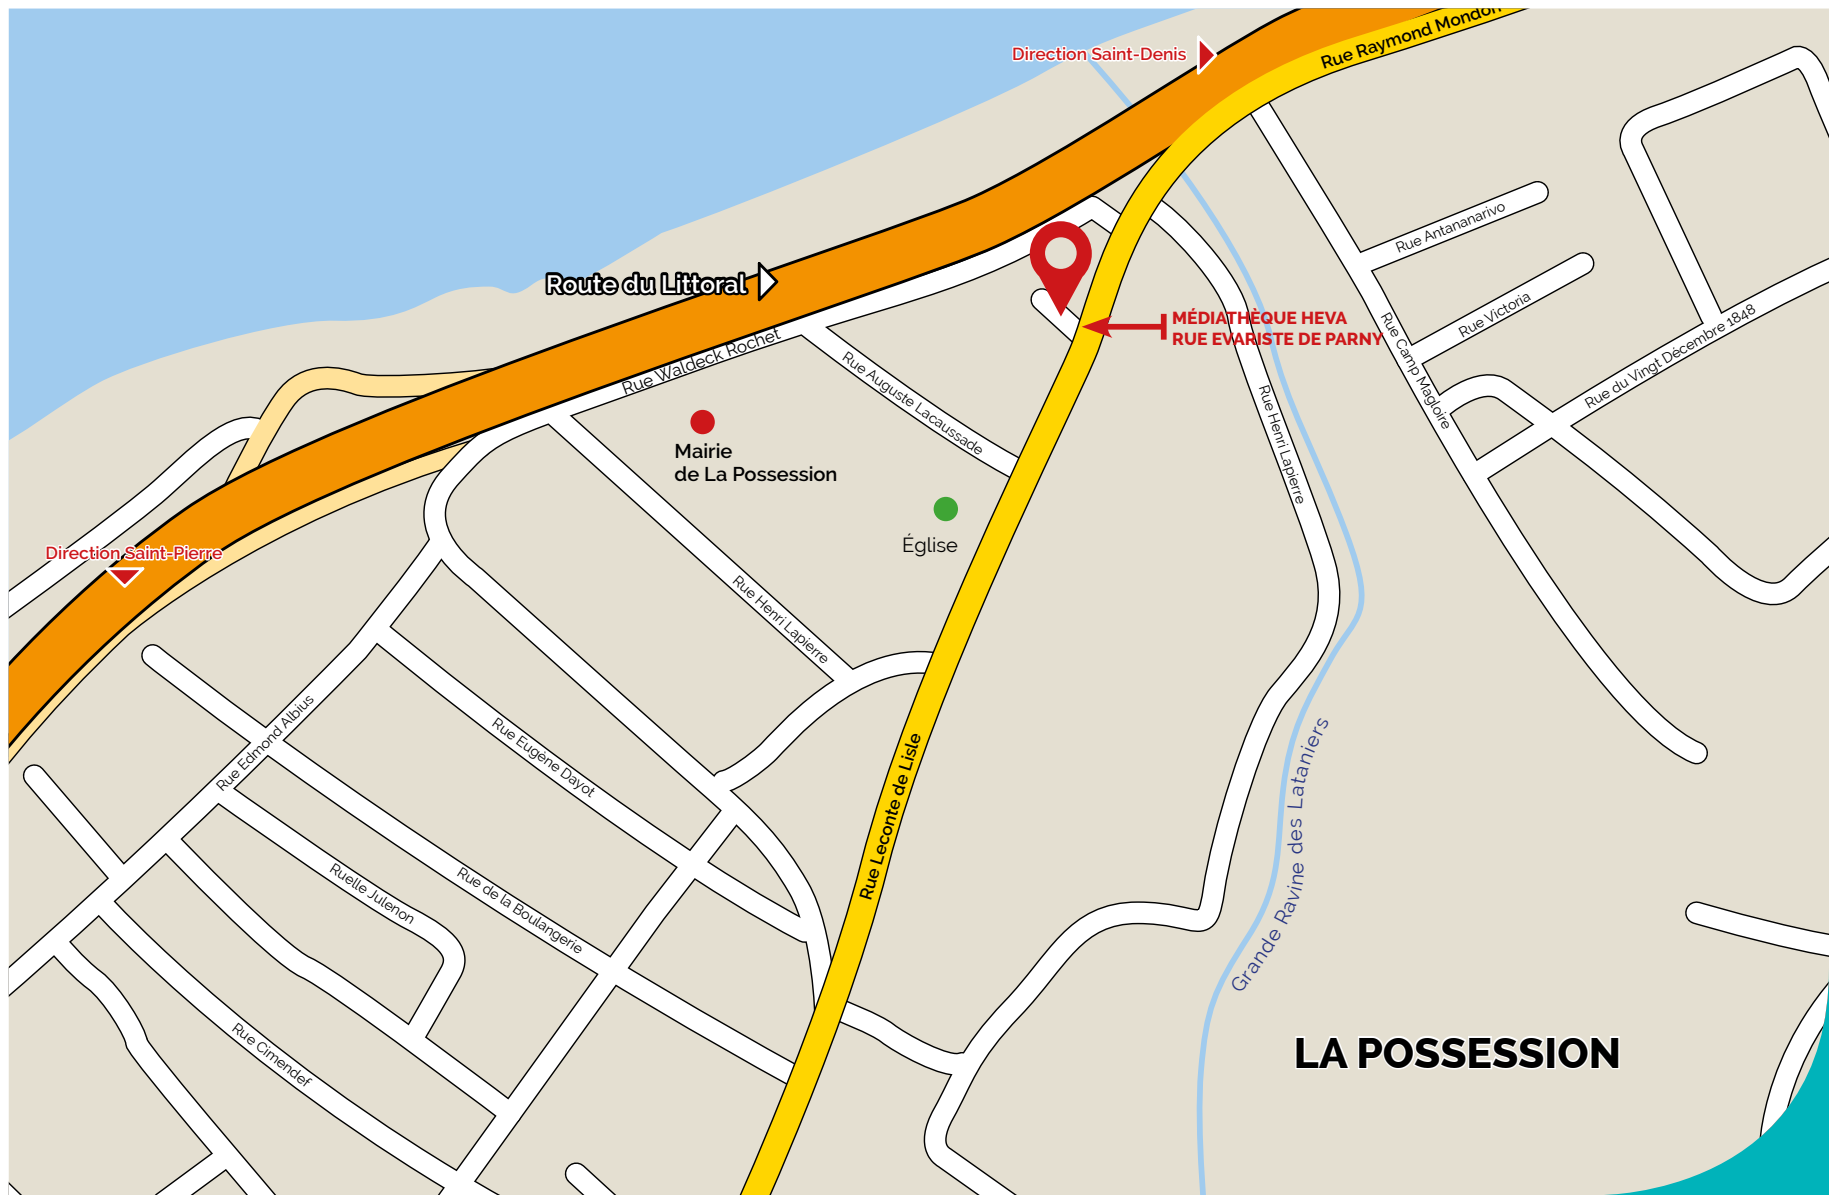 Rue Raymond Mondon
Direction Saint-Denis
Rue Antananarivo
Route du Littoral
Rue Victoria
MÉDIATHÈQUE HEVA
RUE EVARISTE DE PARNY
Rue Waldeck Rochet
Rue Auguste Lacaussade
Rue Camp Magloire
Rue du Vingt Décembre 1848
Rue Henri Lapierre
Mairie
de La Possession
Église
Direction Saint-Pierre
Rue Henri Lapierre
Rue Edmond Albius
Rue Eugène Dayot
Rue Leconte de Lisle
Grande Ravine des Lataniers
Ruelle Julenon
Rue de la Boulangerie
Rue Cimendef
LA POSSESSION